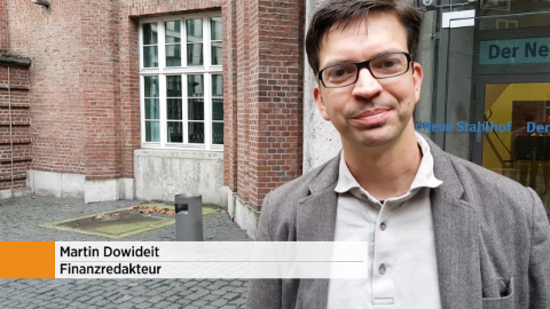 Der Ne
Neue Stahlhof
Der
Martin Dowideit
Finanzredakteur